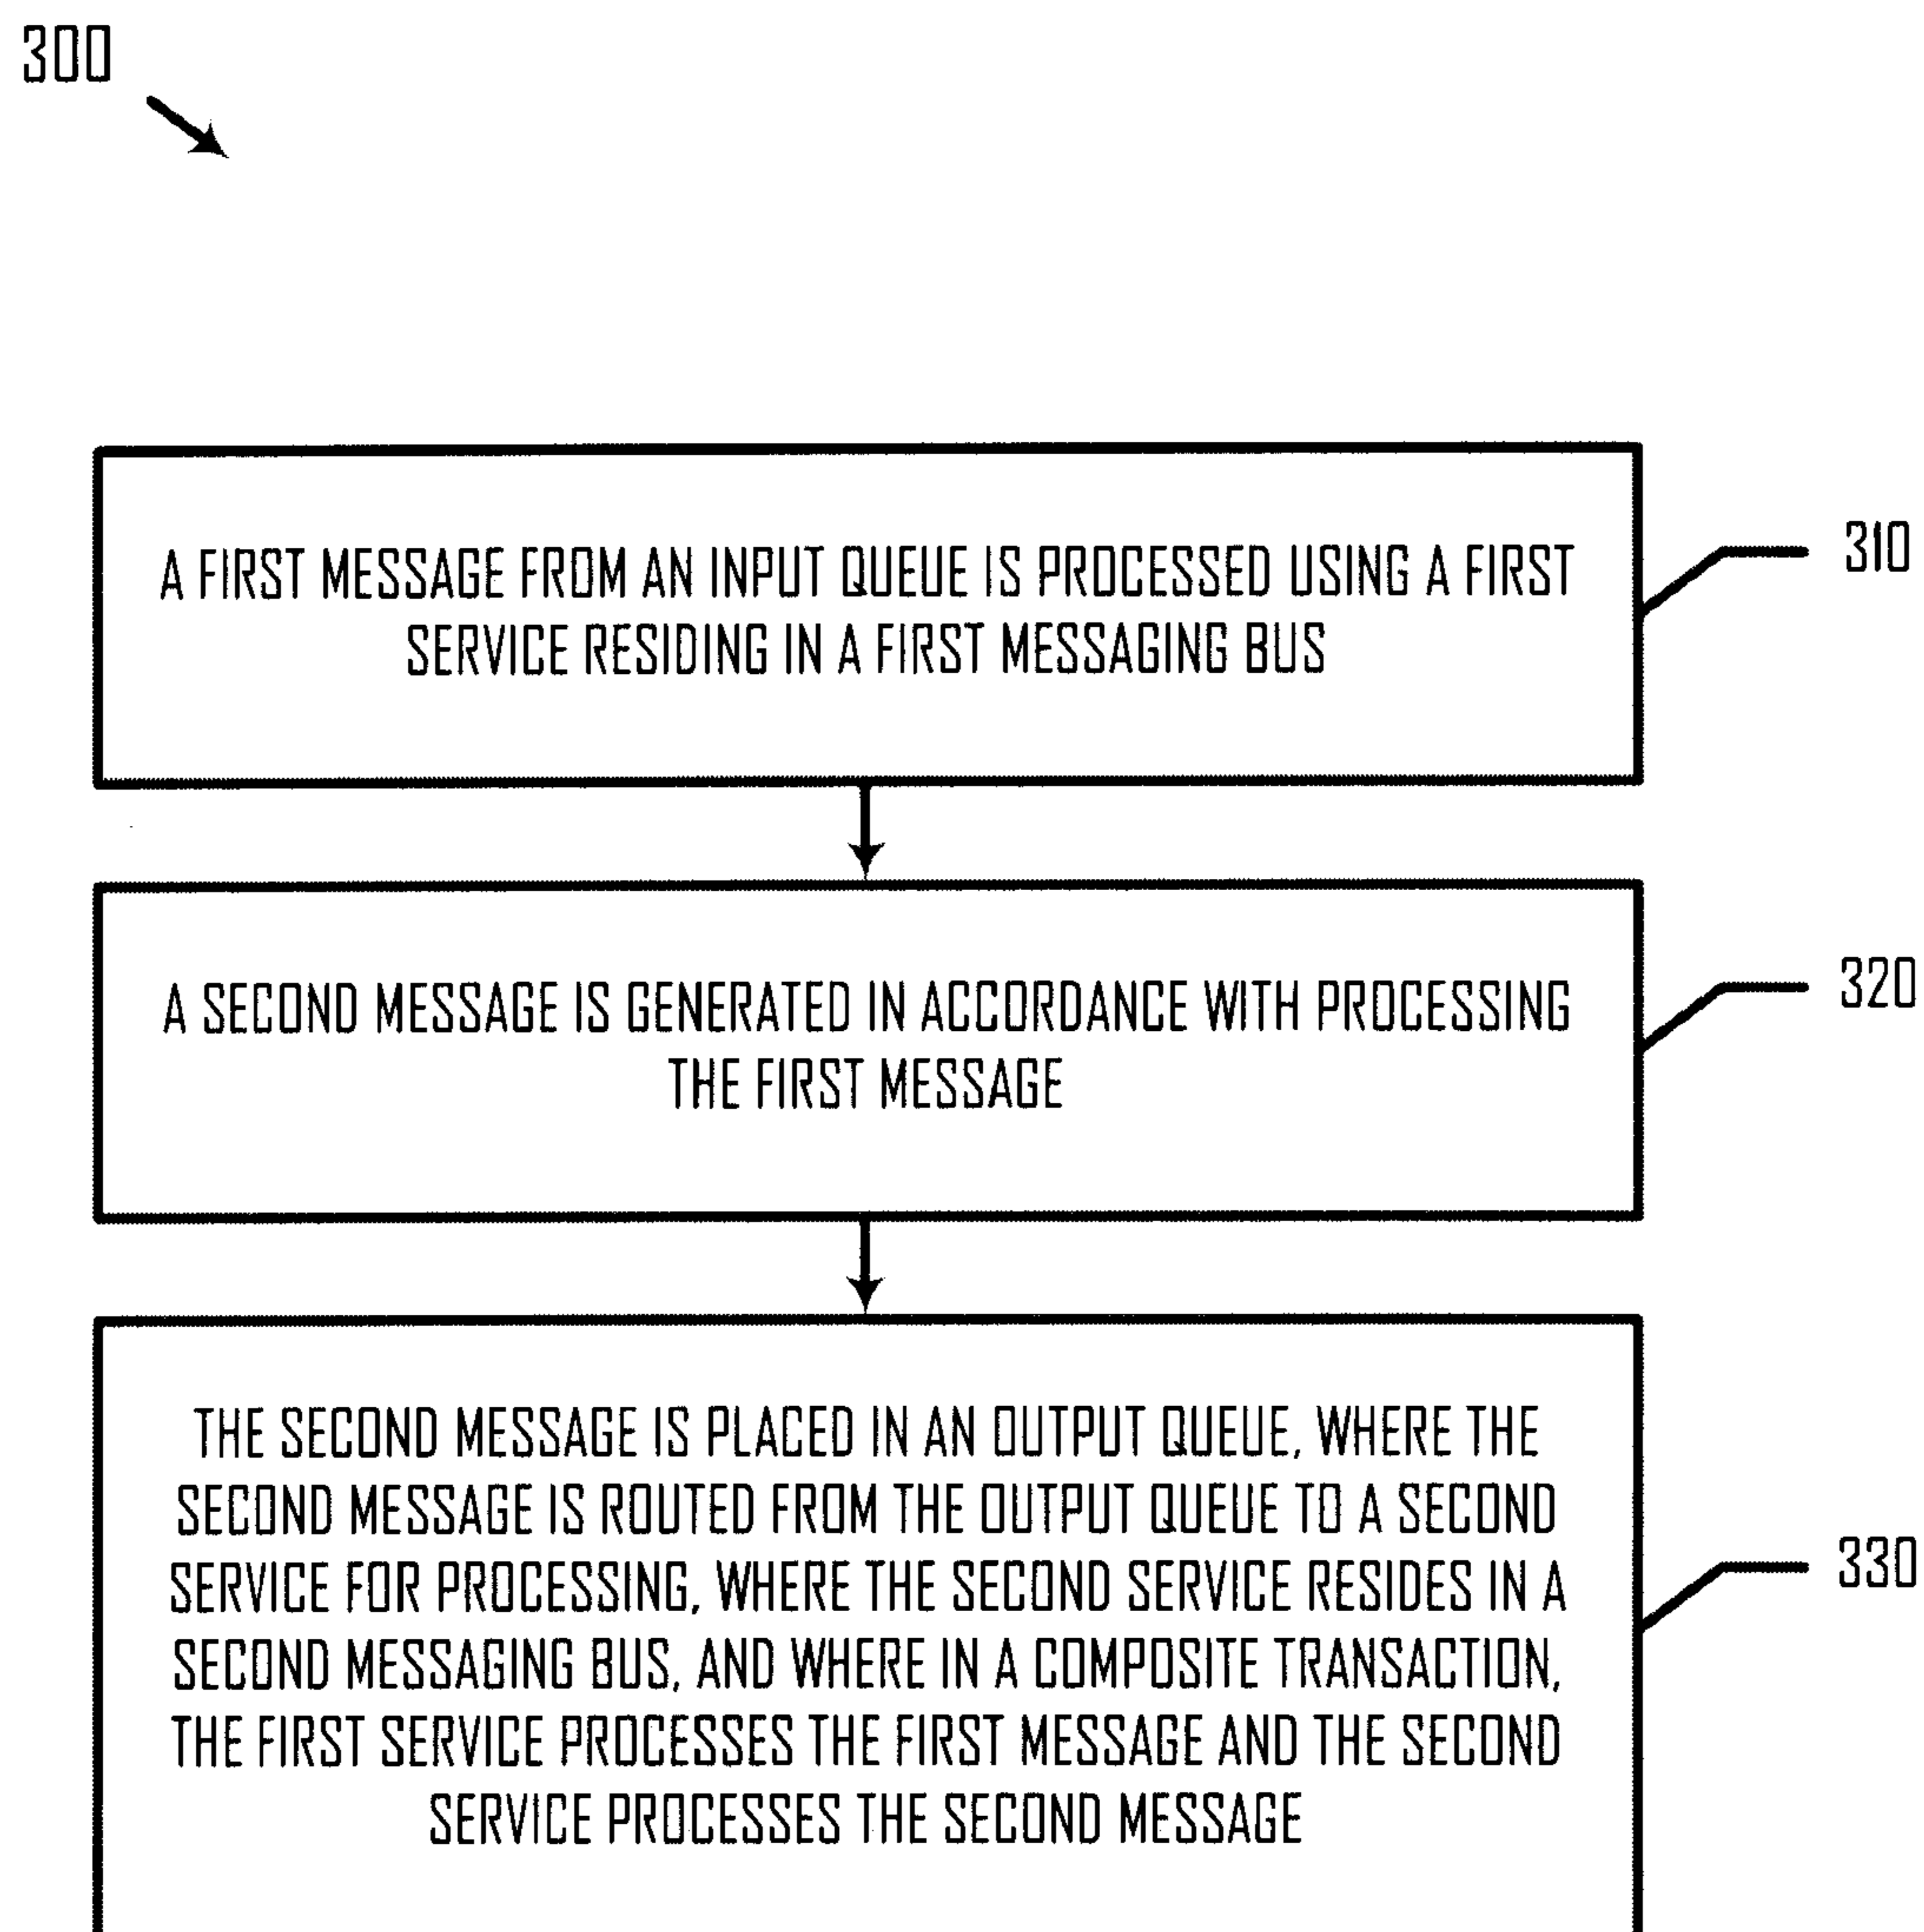 300
A FIRST MESSAGE FROM AN INPUT QUEUE IS PROCESSED USING A FIRST
SERVICE RESIDING IN A FIRST MESSAGING BUS
310
A SECOND MESSAGE IS GENERATED IN ACCORDANCE WITH PROCESSING
THE FIRST MESSAGE
320
THE SECOND MESSAGE IS PLACED IN AN OUTPUT QUEUE, WHERE THE
SECOND MESSAGE IS ROUTED FROM THE OUTPUT QUEUE TO A SECOND
SERVICE FOR PROCESSING, WHERE THE SECOND SERVICE RESIDES IN A
SECOND MESSAGING BUS, AND WHERE IN A COMPOSITE TRANSACTION,
THE FIRST SERVICE PROCESSES THE FIRST MESSAGE AND THE SECOND
SERVICE PROCESSES THE SECOND MESSAGE
330